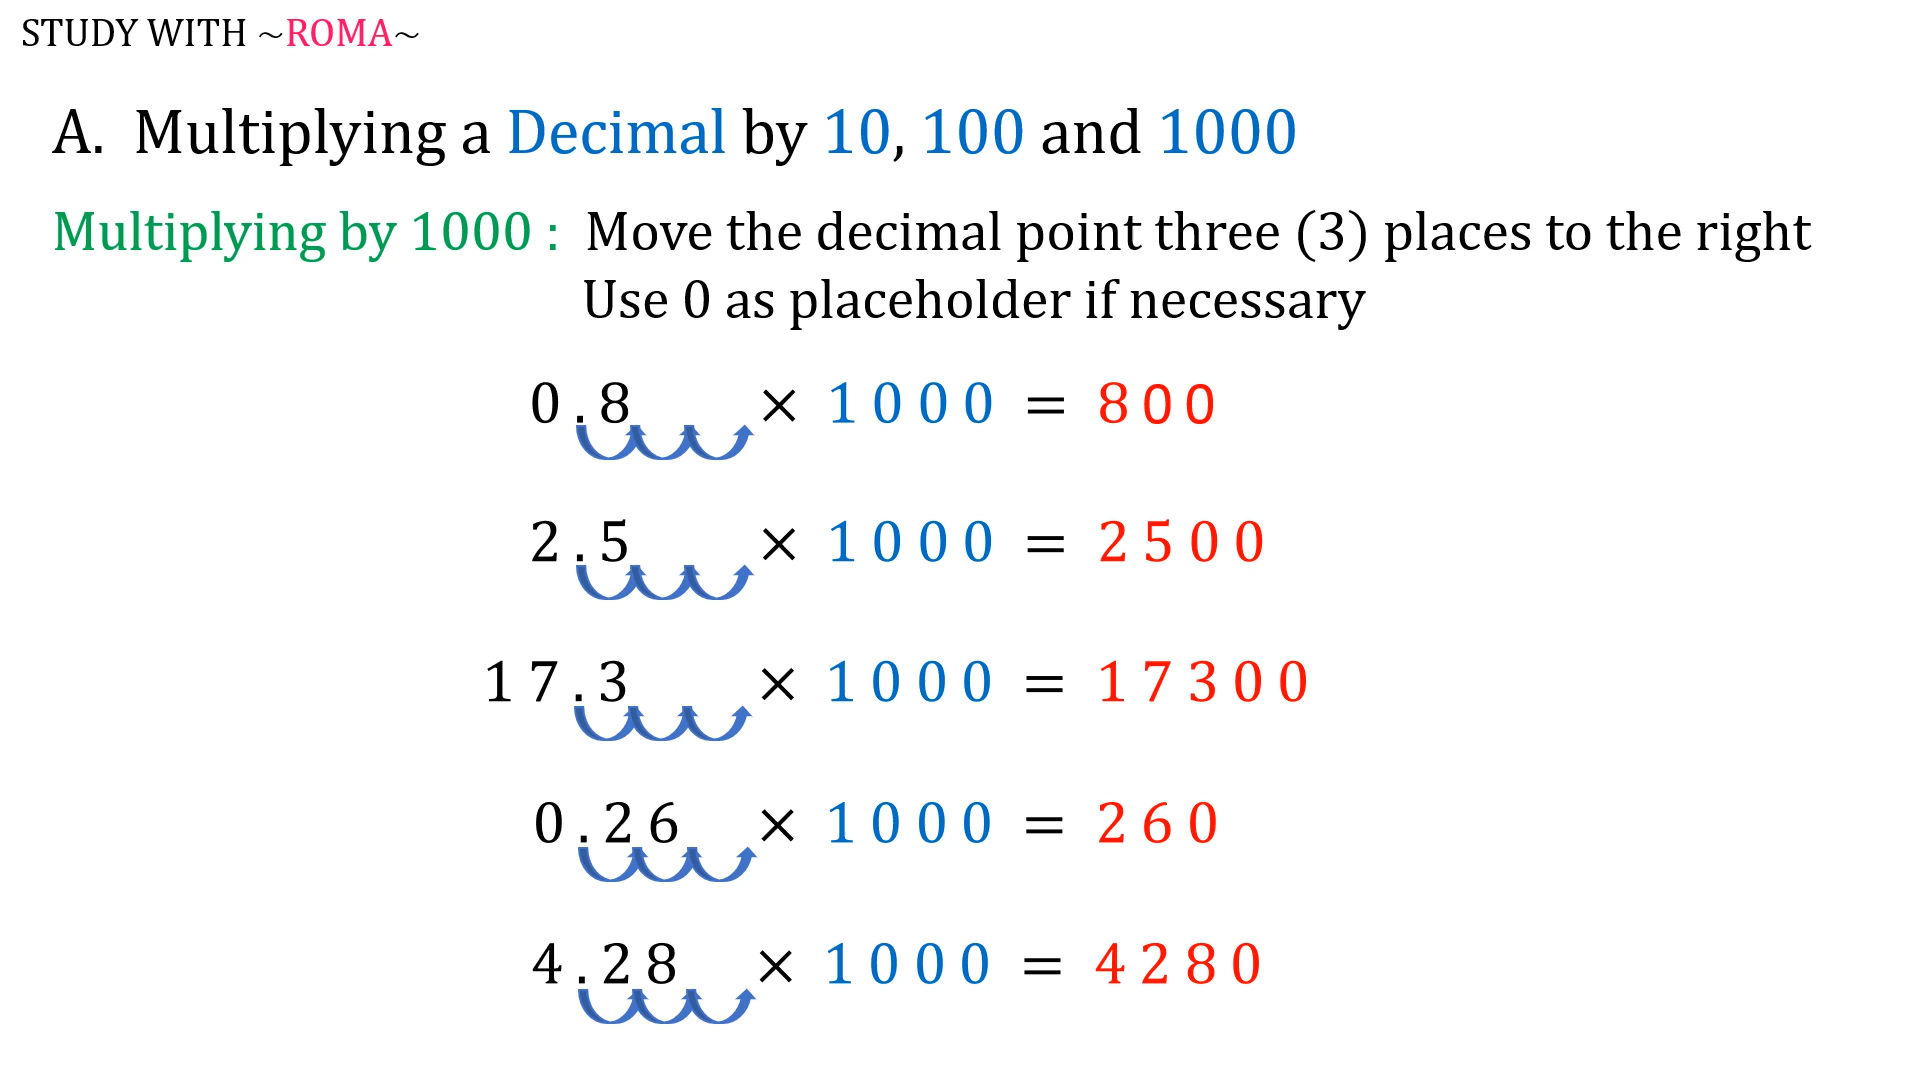 STUDY WITH ~ROMA~
A. Multiplying a Decimal by 10, 100 and 1000
Multiplying by 1000 : Move the decimal point three (3) places to the right
Use 0 as placeholder if necessary
0.8 × 1000 = 800
2.5 × 1000 = 2500
17.3 × 1000 = 17300
0.26 × 1000 = 260
4.28 × 1000 = 4280